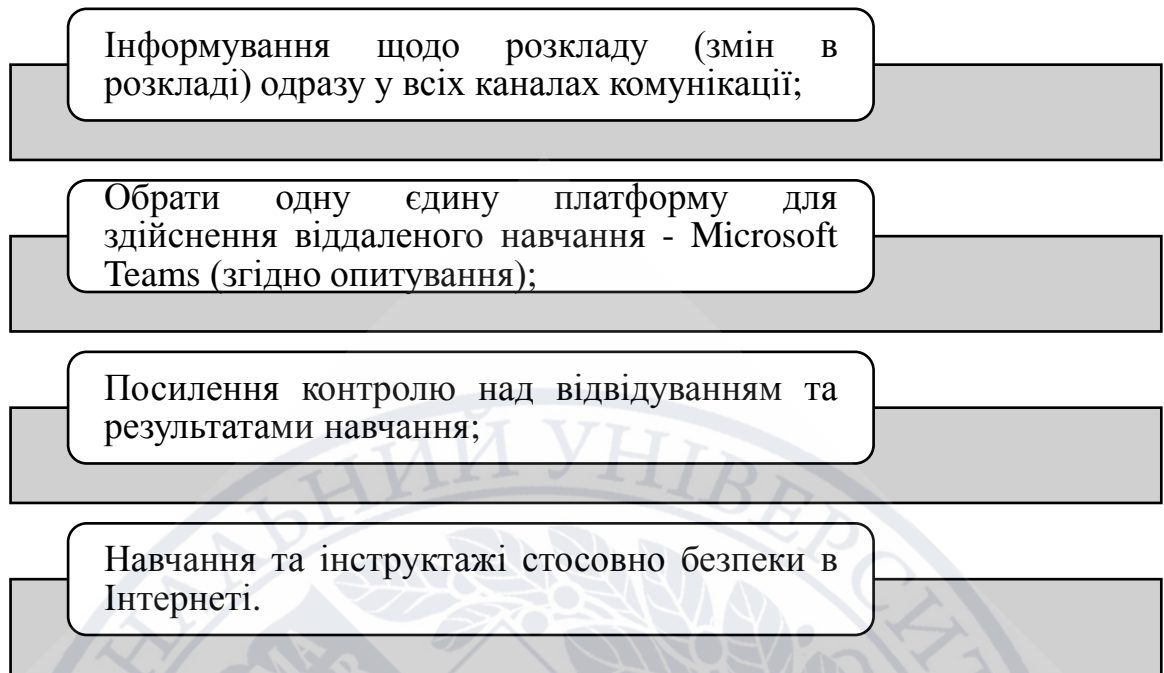 Інформування щодо розкладу (змін в
розкладі) одразу у всіх каналах комунікації;
Обрати одну єдину платформу для
здійснення віддаленого навчання - Microsoft
Teams (згідно опитування);
Посилення контролю над відвідуванням та
результатами навчання;
Навчання та інструктажі стосовно безпеки в
Інтернеті.